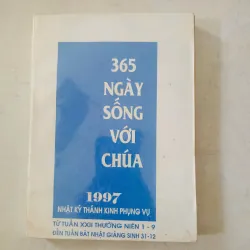 365
NGÀY
SỐNG
VỚI
CHÚA
1997
NHẬT KÝ THÁNH KINH PHỤNG VỤ
TỪ TUẦN XXII THƯỜNG NIÊN 1 - 9
ĐẾN TUẦN BÁT NHẬT GIÁNG SINH 31-12